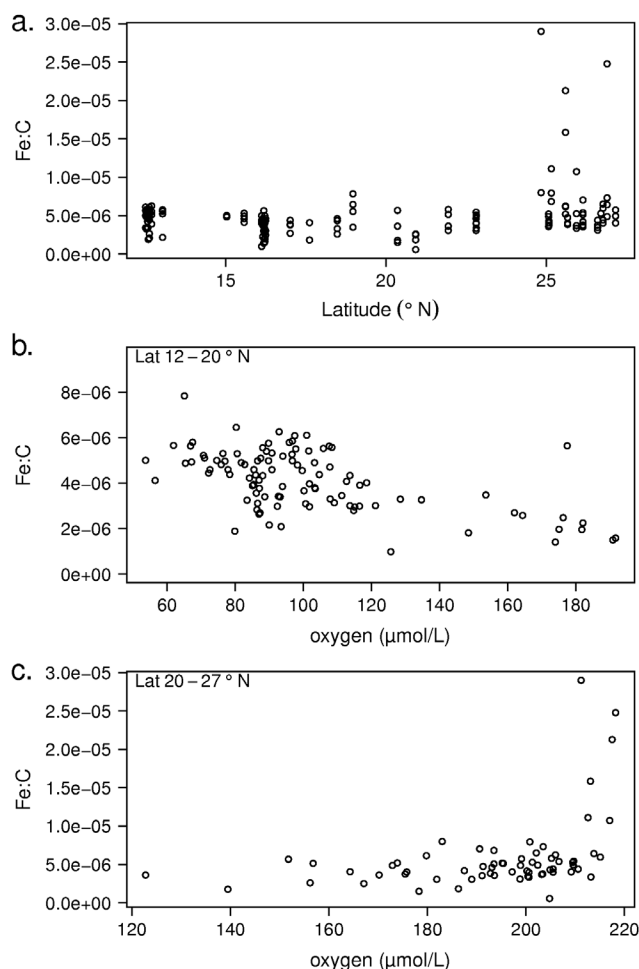 a.
3.0e-05
2.5e-05
2.0e-05
1.5e-05
1.0e-05
5.0e-06
0.0e+00
Fe:C
15 20 25
Latitude (° N)
b.
Lat 12 – 20 ° N
8e-06
6e-06
4e-06
2e-06
0e+00
Fe:C
60 80 100 120 140 160 180
oxygen (μmol/L)
c.
Lat 20 – 27 ° N
3.0e-05
2.5e-05
2.0e-05
1.5e-05
1.0e-05
5.0e-06
0.0e+00
Fe:C
120 140 160 180 200 220
oxygen (μmol/L)